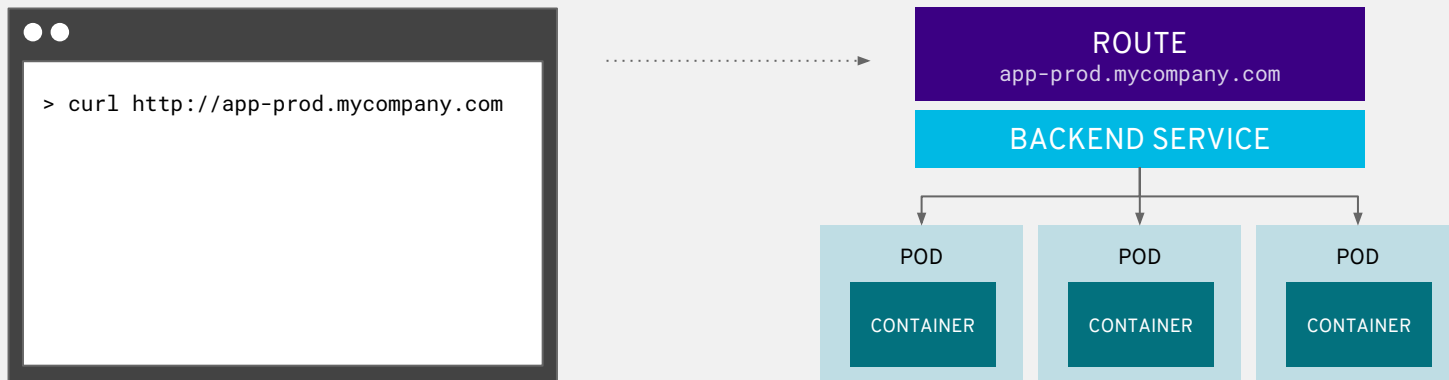 > curl http://app-prod.mycompany.com
ROUTE
app-prod.mycompany.com
BACKEND SERVICE
POD
CONTAINER
POD
CONTAINER
POD
CONTAINER